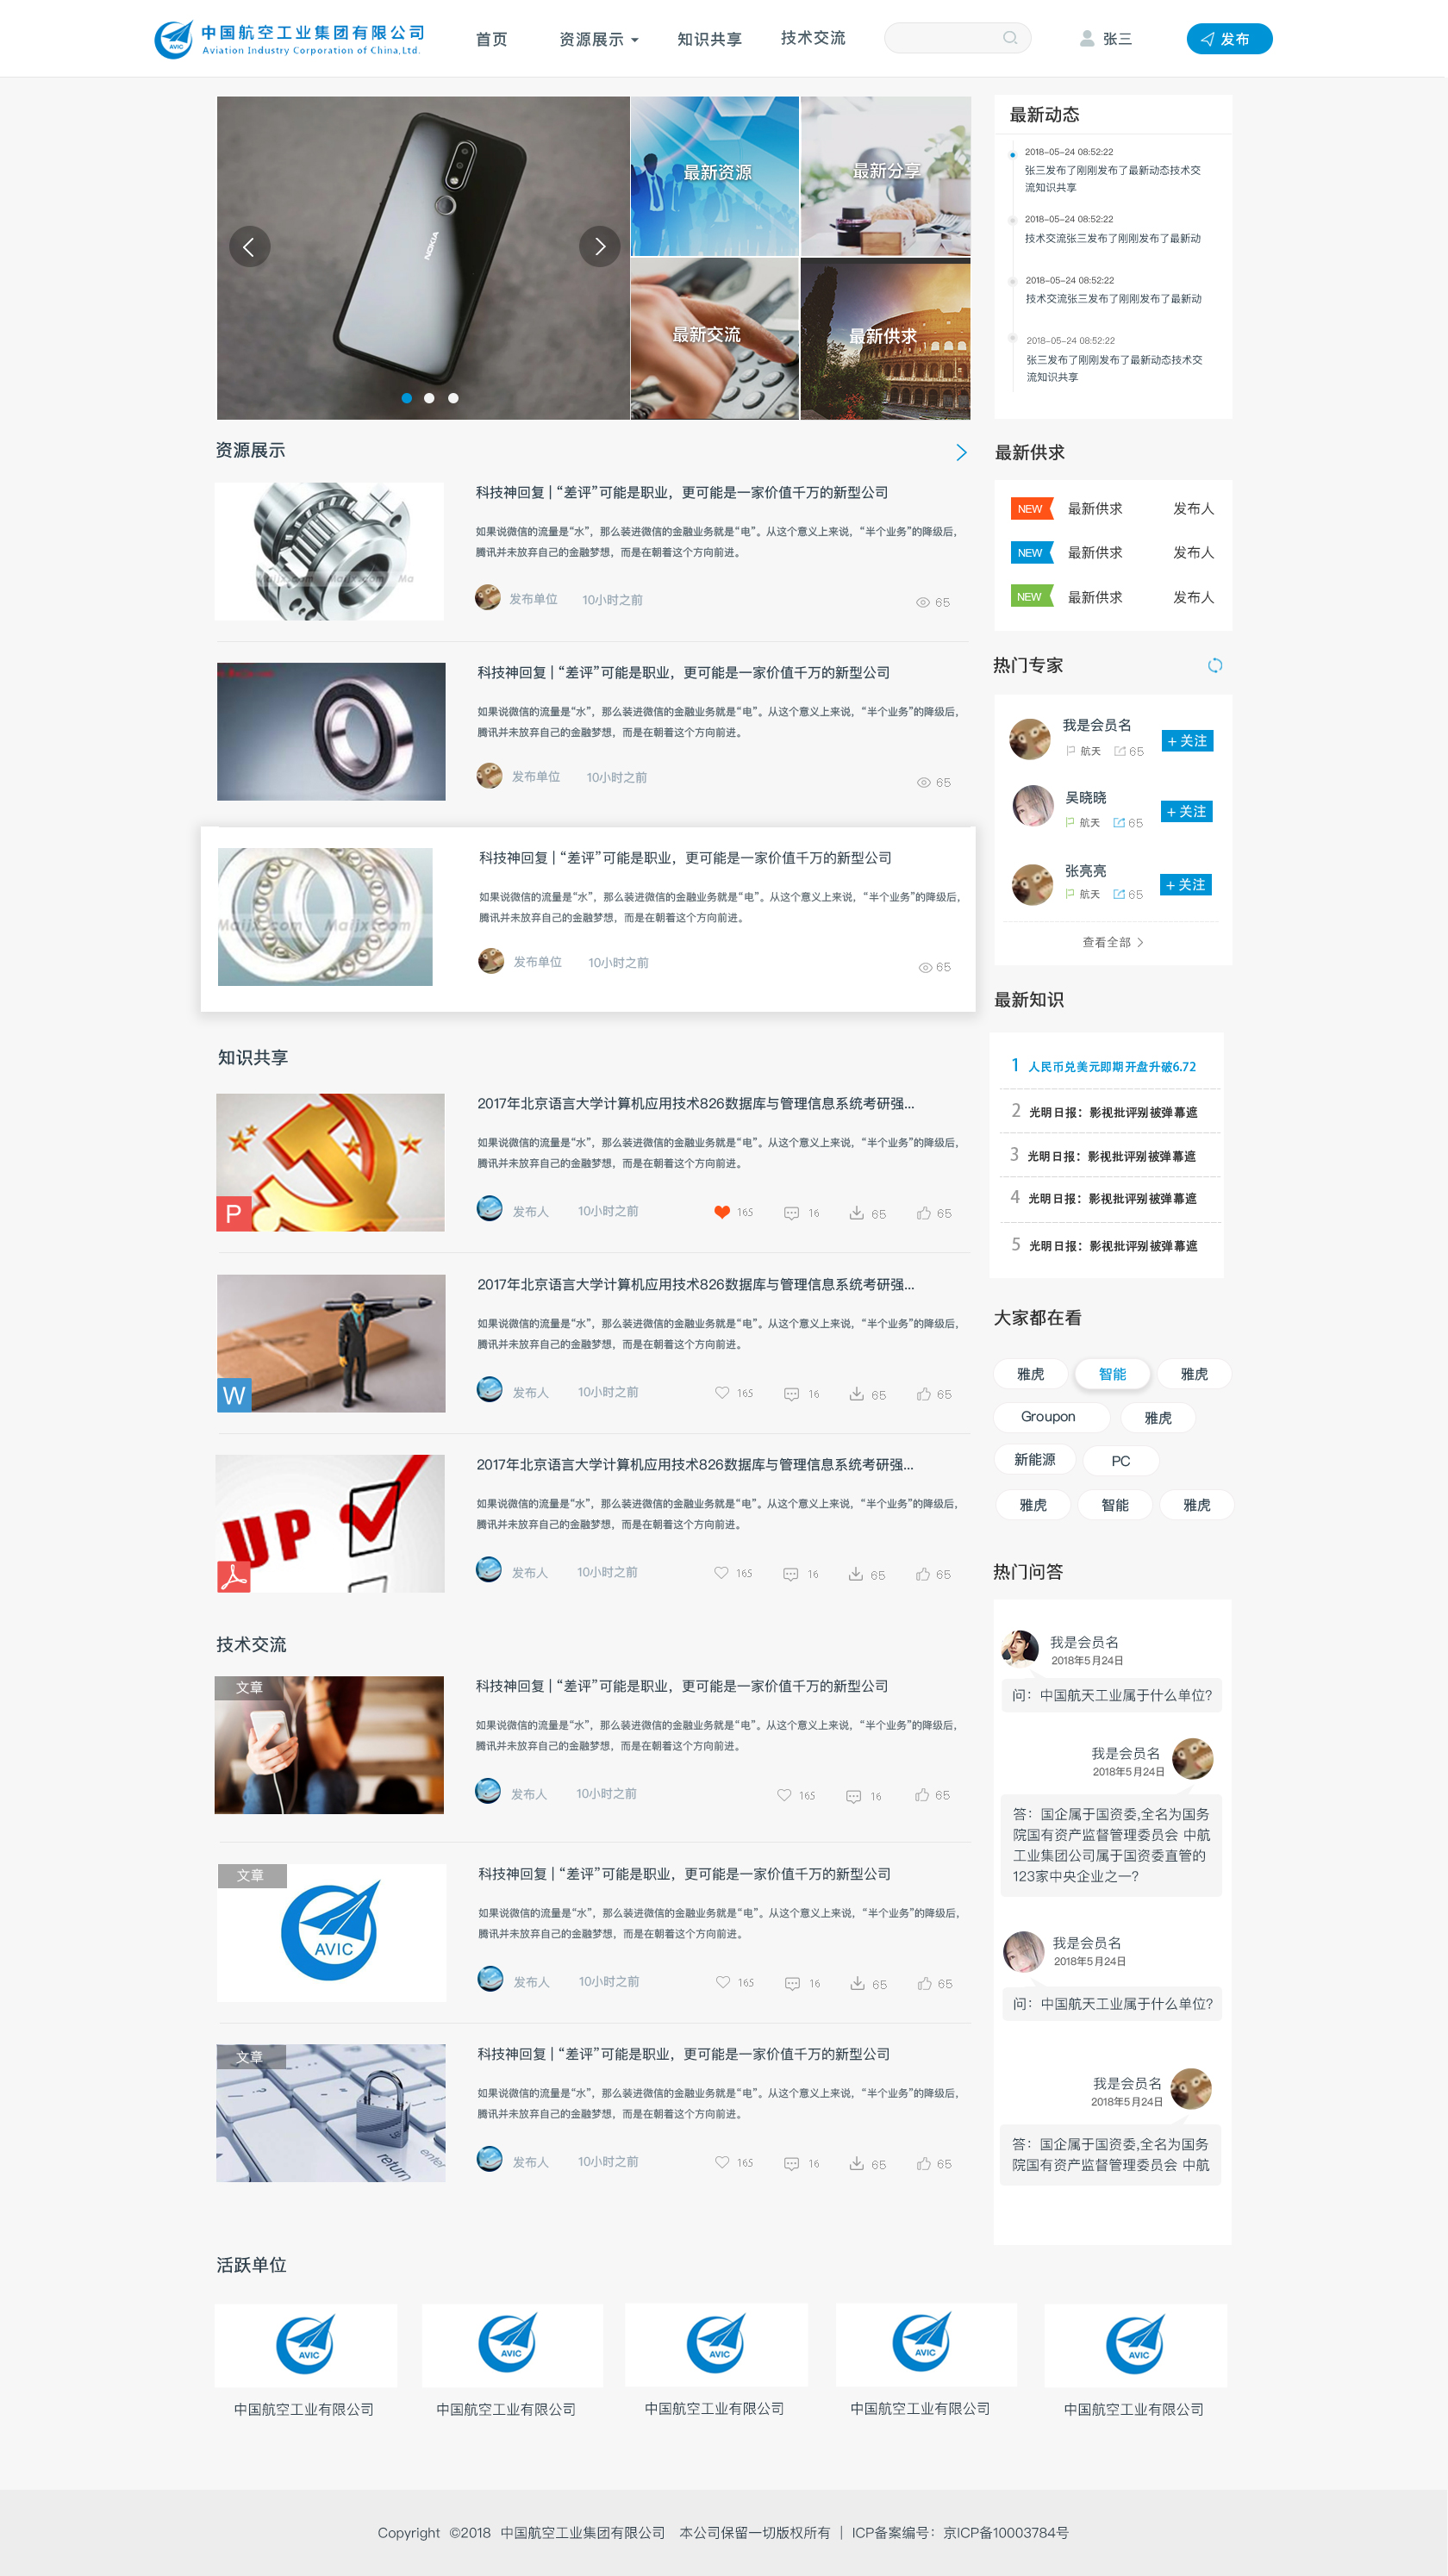 中国航空工业集团有限公司
Aviation Industry Corporation of China,Ltd.
AVIC
首页
资源展示
知识共享
技术交流
张三
发布
NOKIA
最新资源
最新分享
最新交流
最新供求
最新动态
2018-05-24 08:52:22
张三发布了刚刚发布了最新动态技术交
流知识共享
2018-05-24 08:52:22
技术交流张三发布了刚刚发布了最新动
2018-05-24 08:52:22
技术交流张三发布了刚刚发布了最新动
2018-05-24 08:52:22
张三发布了刚刚发布了最新动态技术交
流知识共享
资源展示
科技神回复 | “差评”可能是职业，更可能是一家价值千万的新型公司
如果说微信的流量是“水”，那么装进微信的金融业务就是“电”。从这个意义上来说，“半个业务”的降级后，
腾讯并未放弃自己的金融梦想，而是在朝着这个方向前进。
发布单位
10小时之前
65
科技神回复 | “差评”可能是职业，更可能是一家价值千万的新型公司
如果说微信的流量是“水”，那么装进微信的金融业务就是“电”。从这个意义上来说，“半个业务”的降级后，
腾讯并未放弃自己的金融梦想，而是在朝着这个方向前进。
发布单位
10小时之前
65
Maijx.com
科技神回复 | “差评”可能是职业，更可能是一家价值千万的新型公司
如果说微信的流量是“水”，那么装进微信的金融业务就是“电”。从这个意义上来说，“半个业务”的降级后，
腾讯并未放弃自己的金融梦想，而是在朝着这个方向前进。
发布单位
10小时之前
65
最新供求
NEW 最新供求 发布人
NEW 最新供求 发布人
NEW 最新供求 发布人
热门专家
我是会员名
航天 65
+ 关注
吴晓晓
航天 65
+ 关注
张亮亮
航天 65
+ 关注
查看全部
最新知识
1 人民币兑美元即期开盘升破6.72
2 光明日报：影视批评别被弹幕遮
3 光明日报：影视批评别被弹幕遮
4 光明日报：影视批评别被弹幕遮
5 光明日报：影视批评别被弹幕遮
知识共享
P
2017年北京语言大学计算机应用技术826数据库与管理信息系统考研强...
如果说微信的流量是“水”，那么装进微信的金融业务就是“电”。从这个意义上来说，“半个业务”的降级后，
腾讯并未放弃自己的金融梦想，而是在朝着这个方向前进。
发布人
10小时之前
165 16 65 65
W
2017年北京语言大学计算机应用技术826数据库与管理信息系统考研强...
如果说微信的流量是“水”，那么装进微信的金融业务就是“电”。从这个意义上来说，“半个业务”的降级后，
腾讯并未放弃自己的金融梦想，而是在朝着这个方向前进。
发布人
10小时之前
165 16 65 65
UP
2017年北京语言大学计算机应用技术826数据库与管理信息系统考研强...
如果说微信的流量是“水”，那么装进微信的金融业务就是“电”。从这个意义上来说，“半个业务”的降级后，
腾讯并未放弃自己的金融梦想，而是在朝着这个方向前进。
发布人
10小时之前
165 16 65 65
大家都在看
雅虎 智能 雅虎
Groupon 雅虎
新能源 PC
雅虎 智能 雅虎
热门问答
我是会员名
2018年5月24日
问：中国航天工业属于什么单位？
我是会员名
2018年5月24日
答：国企属于国资委,全名为国务
院国有资产监督管理委员会 中航
工业集团公司属于国资委直管的
123家中央企业之一？
我是会员名
2018年5月24日
问：中国航天工业属于什么单位？
我是会员名
2018年5月24日
答：国企属于国资委,全名为国务
院国有资产监督管理委员会 中航
技术交流
文章
科技神回复 | “差评”可能是职业，更可能是一家价值千万的新型公司
如果说微信的流量是“水”，那么装进微信的金融业务就是“电”。从这个意义上来说，“半个业务”的降级后，
腾讯并未放弃自己的金融梦想，而是在朝着这个方向前进。
发布人
10小时之前
165 16 65
文章
AVIC
科技神回复 | “差评”可能是职业，更可能是一家价值千万的新型公司
如果说微信的流量是“水”，那么装进微信的金融业务就是“电”。从这个意义上来说，“半个业务”的降级后，
腾讯并未放弃自己的金融梦想，而是在朝着这个方向前进。
发布人
10小时之前
165 16 65 65
文章
return
enter
科技神回复 | “差评”可能是职业，更可能是一家价值千万的新型公司
如果说微信的流量是“水”，那么装进微信的金融业务就是“电”。从这个意义上来说，“半个业务”的降级后，
腾讯并未放弃自己的金融梦想，而是在朝着这个方向前进。
发布人
10小时之前
165 16 65 65
活跃单位
AVIC AVIC AVIC AVIC AVIC
中国航空工业有限公司 中国航空工业有限公司 中国航空工业有限公司 中国航空工业有限公司 中国航空工业有限公司
Copyright ©2018 中国航空工业集团有限公司 本公司保留一切版权所有 | ICP备案编号：京ICP备10003784号